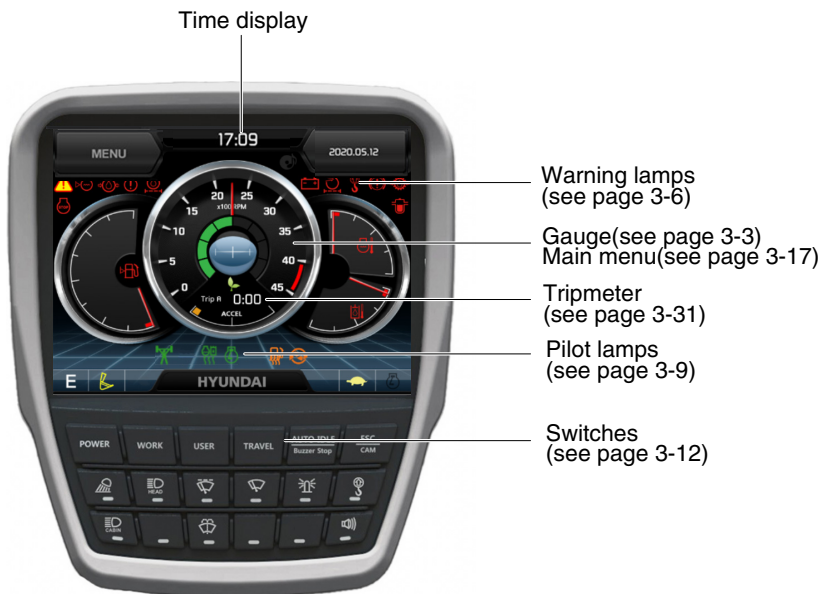 Time display
MENU
17:09
2020.05.12
Warning lamps
(see page 3-6)
Gauge(see page 3-3)
Main menu(see page 3-17)
Tripmeter
(see page 3-31)
Pilot lamps
(see page 3-9)
Switches
(see page 3-12)
0
5
10
15
20
25
30
35
40
45
x100RPM
Trip A 0:00
ACCEL
STOP
E
HYUNDAI
POWER
WORK
USER
TRAVEL
AUTO IDLE
Buzzer Stop
ESC
CAM
HEAD
CABIN